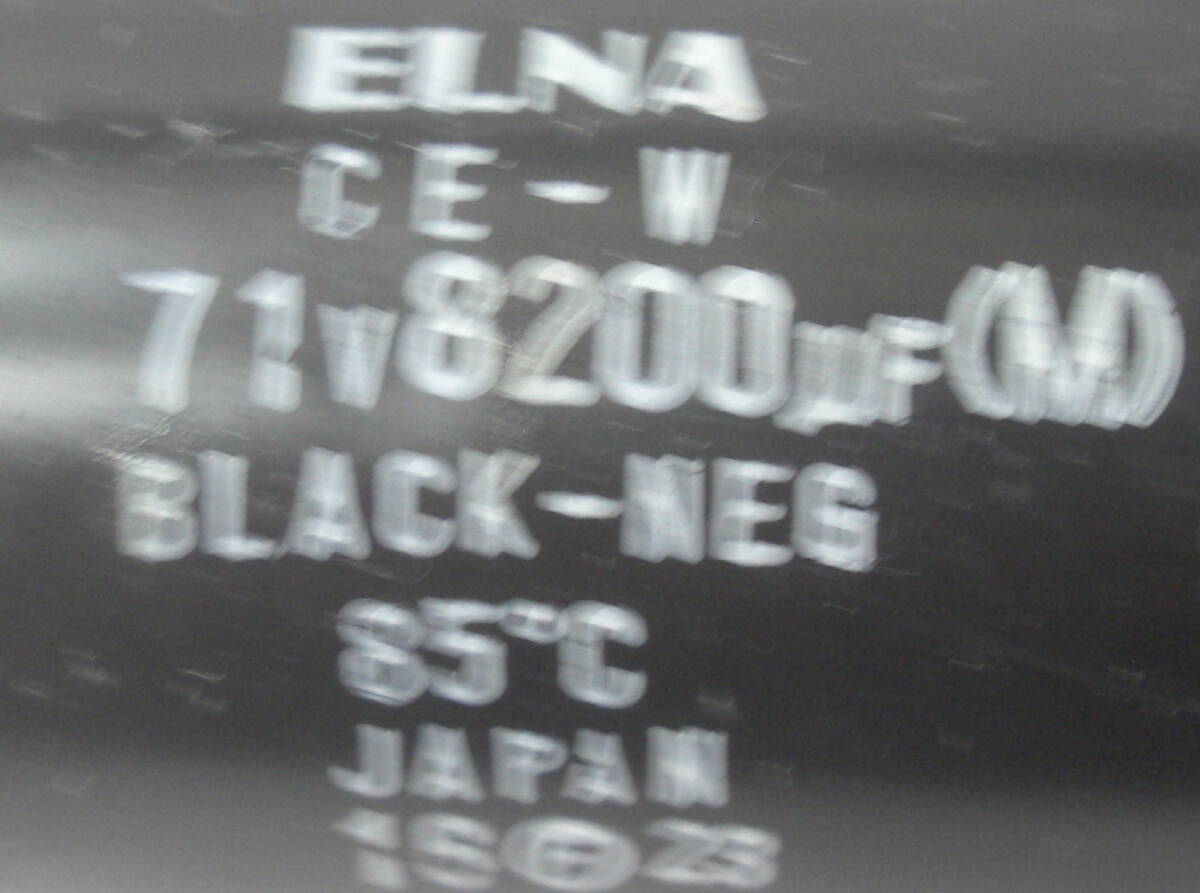 ELNA
CE-W
71V8200µF(M)
BLACK-NEG
85°C
JAPAN